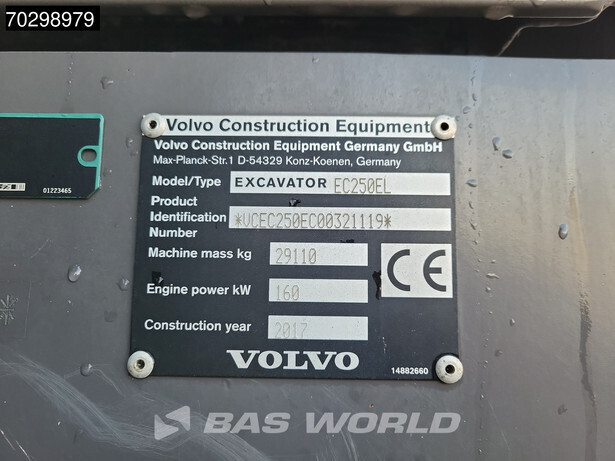 70298979
Volvo Construction Equipment
Volvo Construction Equipment Germany GmbH
Max-Planck-Str.1 D-54329 Konz-Koenen, Germany
Model/Type EXCAVATOR EC250EL
Product
Identification *VCEC250EC00321119*
Number
Machine mass kg 29110
Engine power kW 160
Construction year 2017
VOLVO
14882660
01223465
BAS WORLD